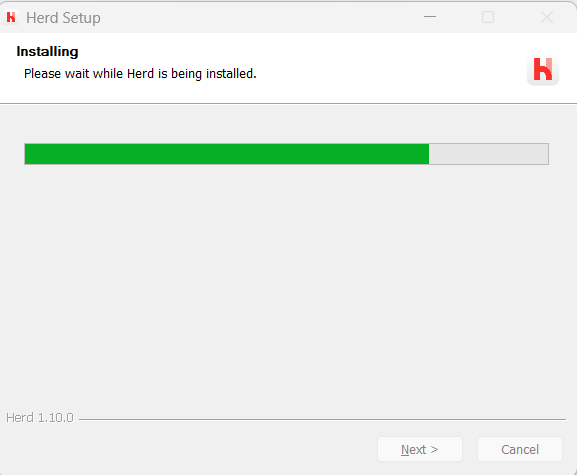 Herd Setup
Installing
Please wait while Herd is being installed.
Herd 1.10.0
Next >
Cancel